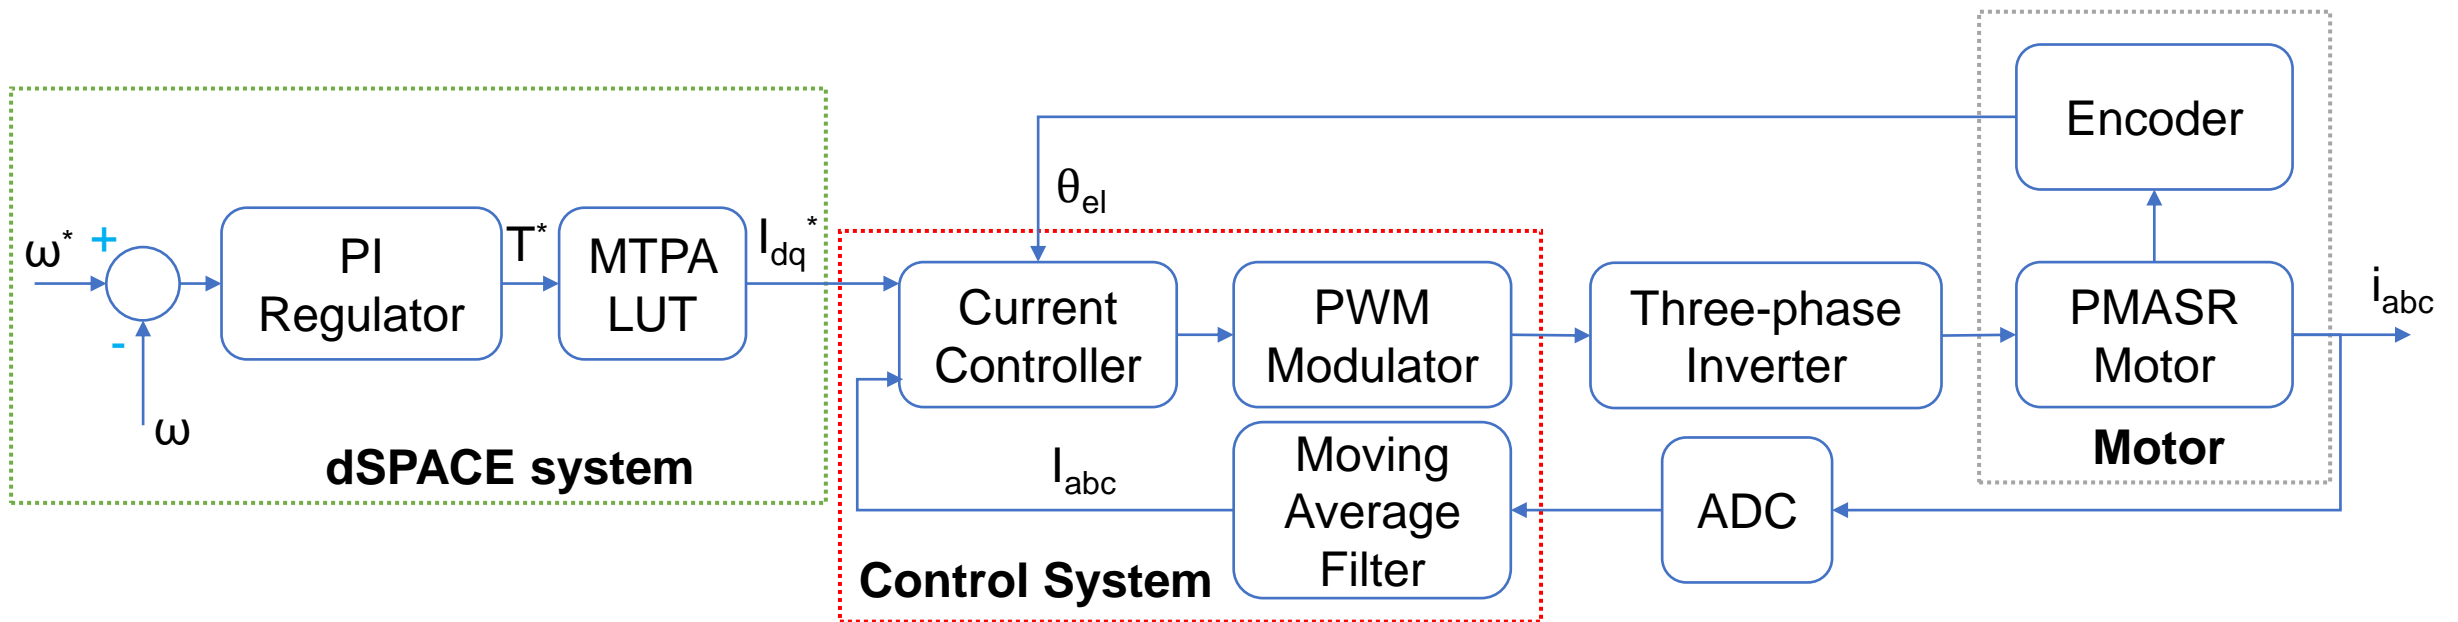 ω*
+
-
ω
PI
Regulator
T*
MTPA
LUT
Idq*
dSPACE system
θel
Current
Controller
PWM
Modulator
Iabc
Moving
Average
Filter
Control System
Three-phase
Inverter
ADC
Encoder
PMASR
Motor
Motor
iabc